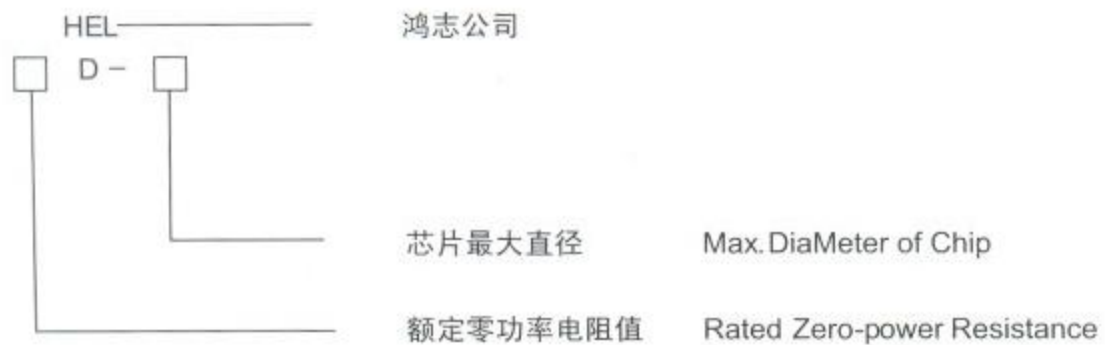 HEL 鸿志公司
D-
芯片最大直径 Max.DiaMeter of Chip
额定零功率电阻值 Rated Zero-power Resistance